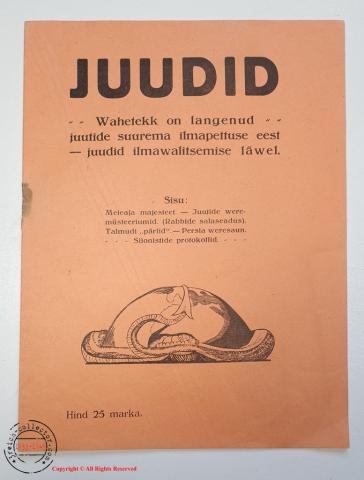 JUUDID
- - Wahetekk on langenud - -
juutide suurema ilmapettuse eest
— juudid ilmawalitsemise läwel.
Sisu:
Meieaja majesteet — Juutide were-
müsteeriumid. (Rabbide salaseadus).
Talmudi „pärlid" — Persia weresaun.
- - - Siionistide protokollid. - - -
Hind 25 marka.
Copyright © All Rights Reserved